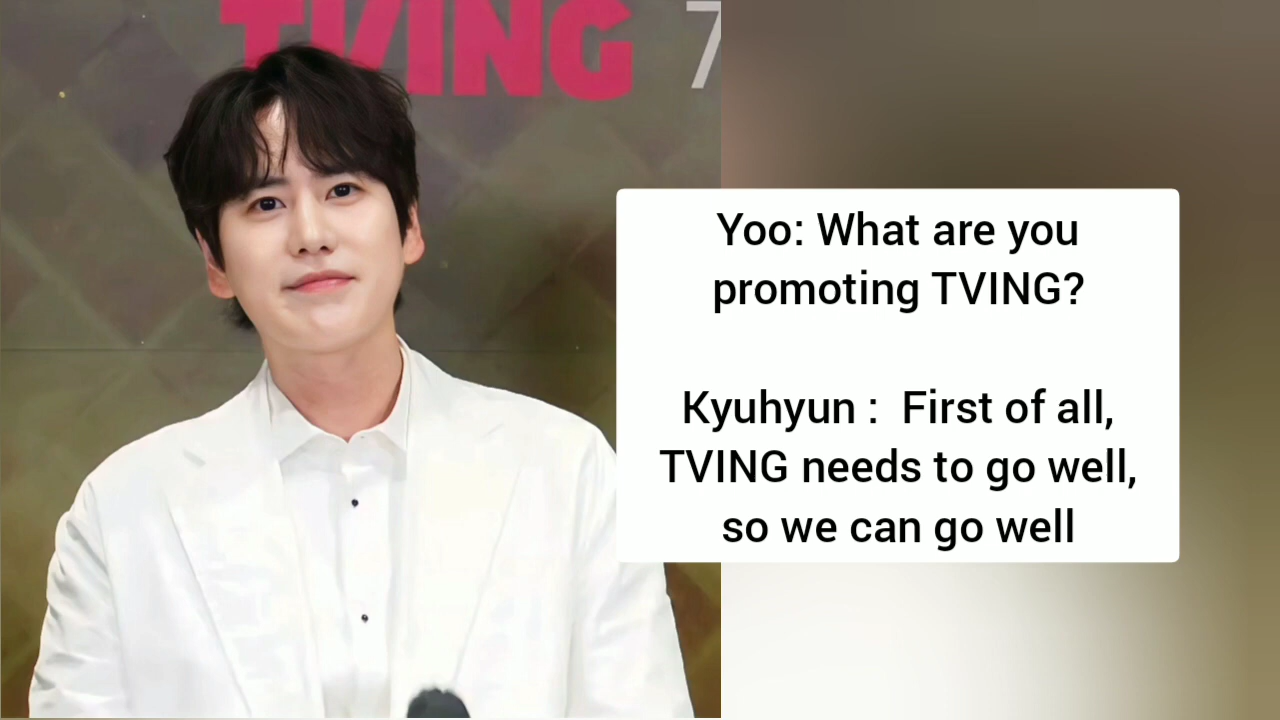 TVING 7
Yoo: What are you
promoting TVING?
Kyuhyun : First of all,
TVING needs to go well,
so we can go well